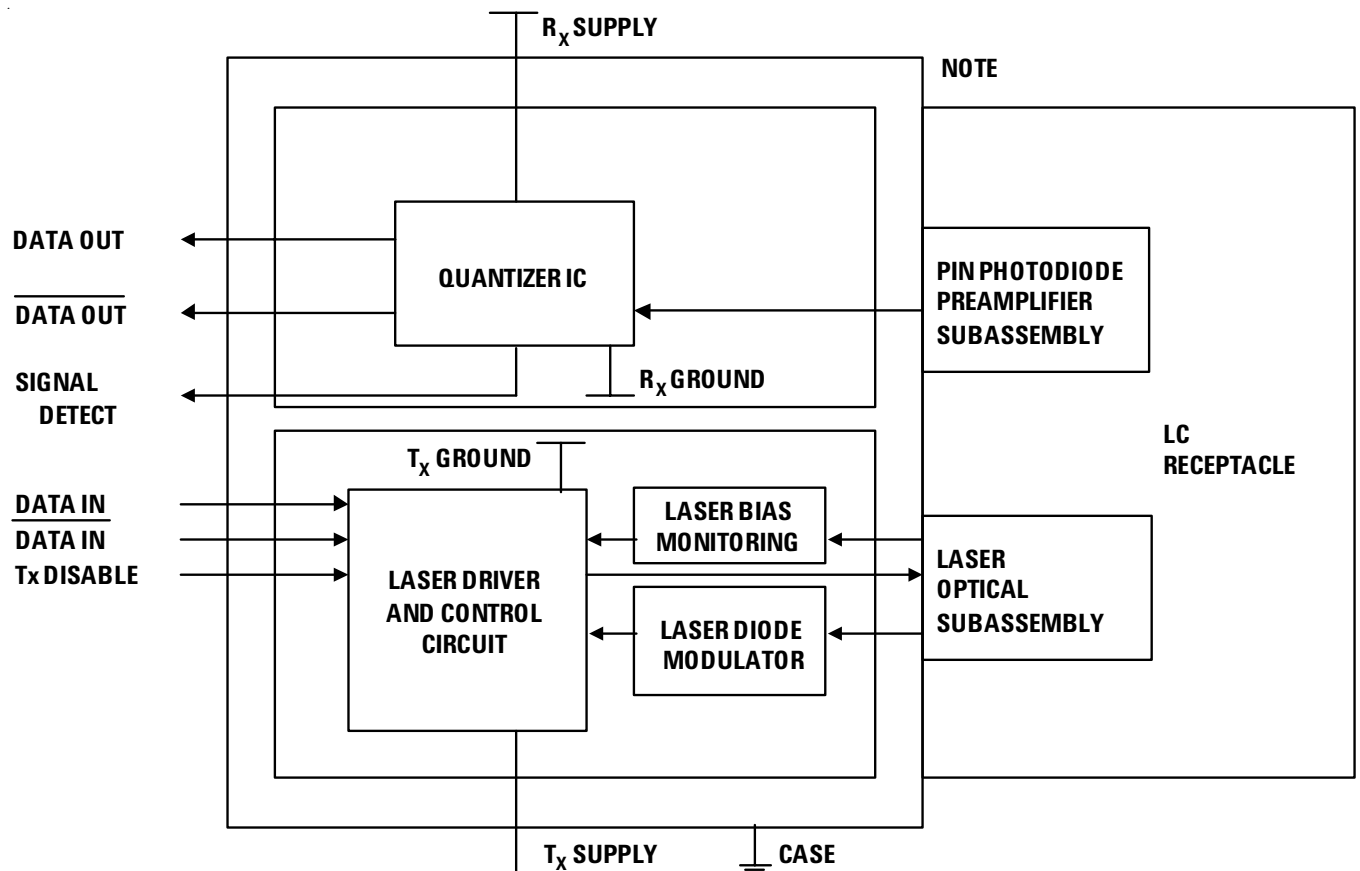 RX SUPPLY
NOTE
DATA OUT
QUANTIZER IC
PIN PHOTODIODE
PREAMPLIFIER
SUBASSEMBLY
DATA OUT
SIGNAL
DETECT
RX GROUND
LC
RECEPTACLE
TX GROUND
DATA IN
DATA IN
Tx DISABLE
LASER BIAS
MONITORING
LASER DRIVER
AND CONTROL
CIRCUIT
LASER
OPTICAL
SUBASSEMBLY
LASER DIODE
MODULATOR
TX SUPPLY
CASE